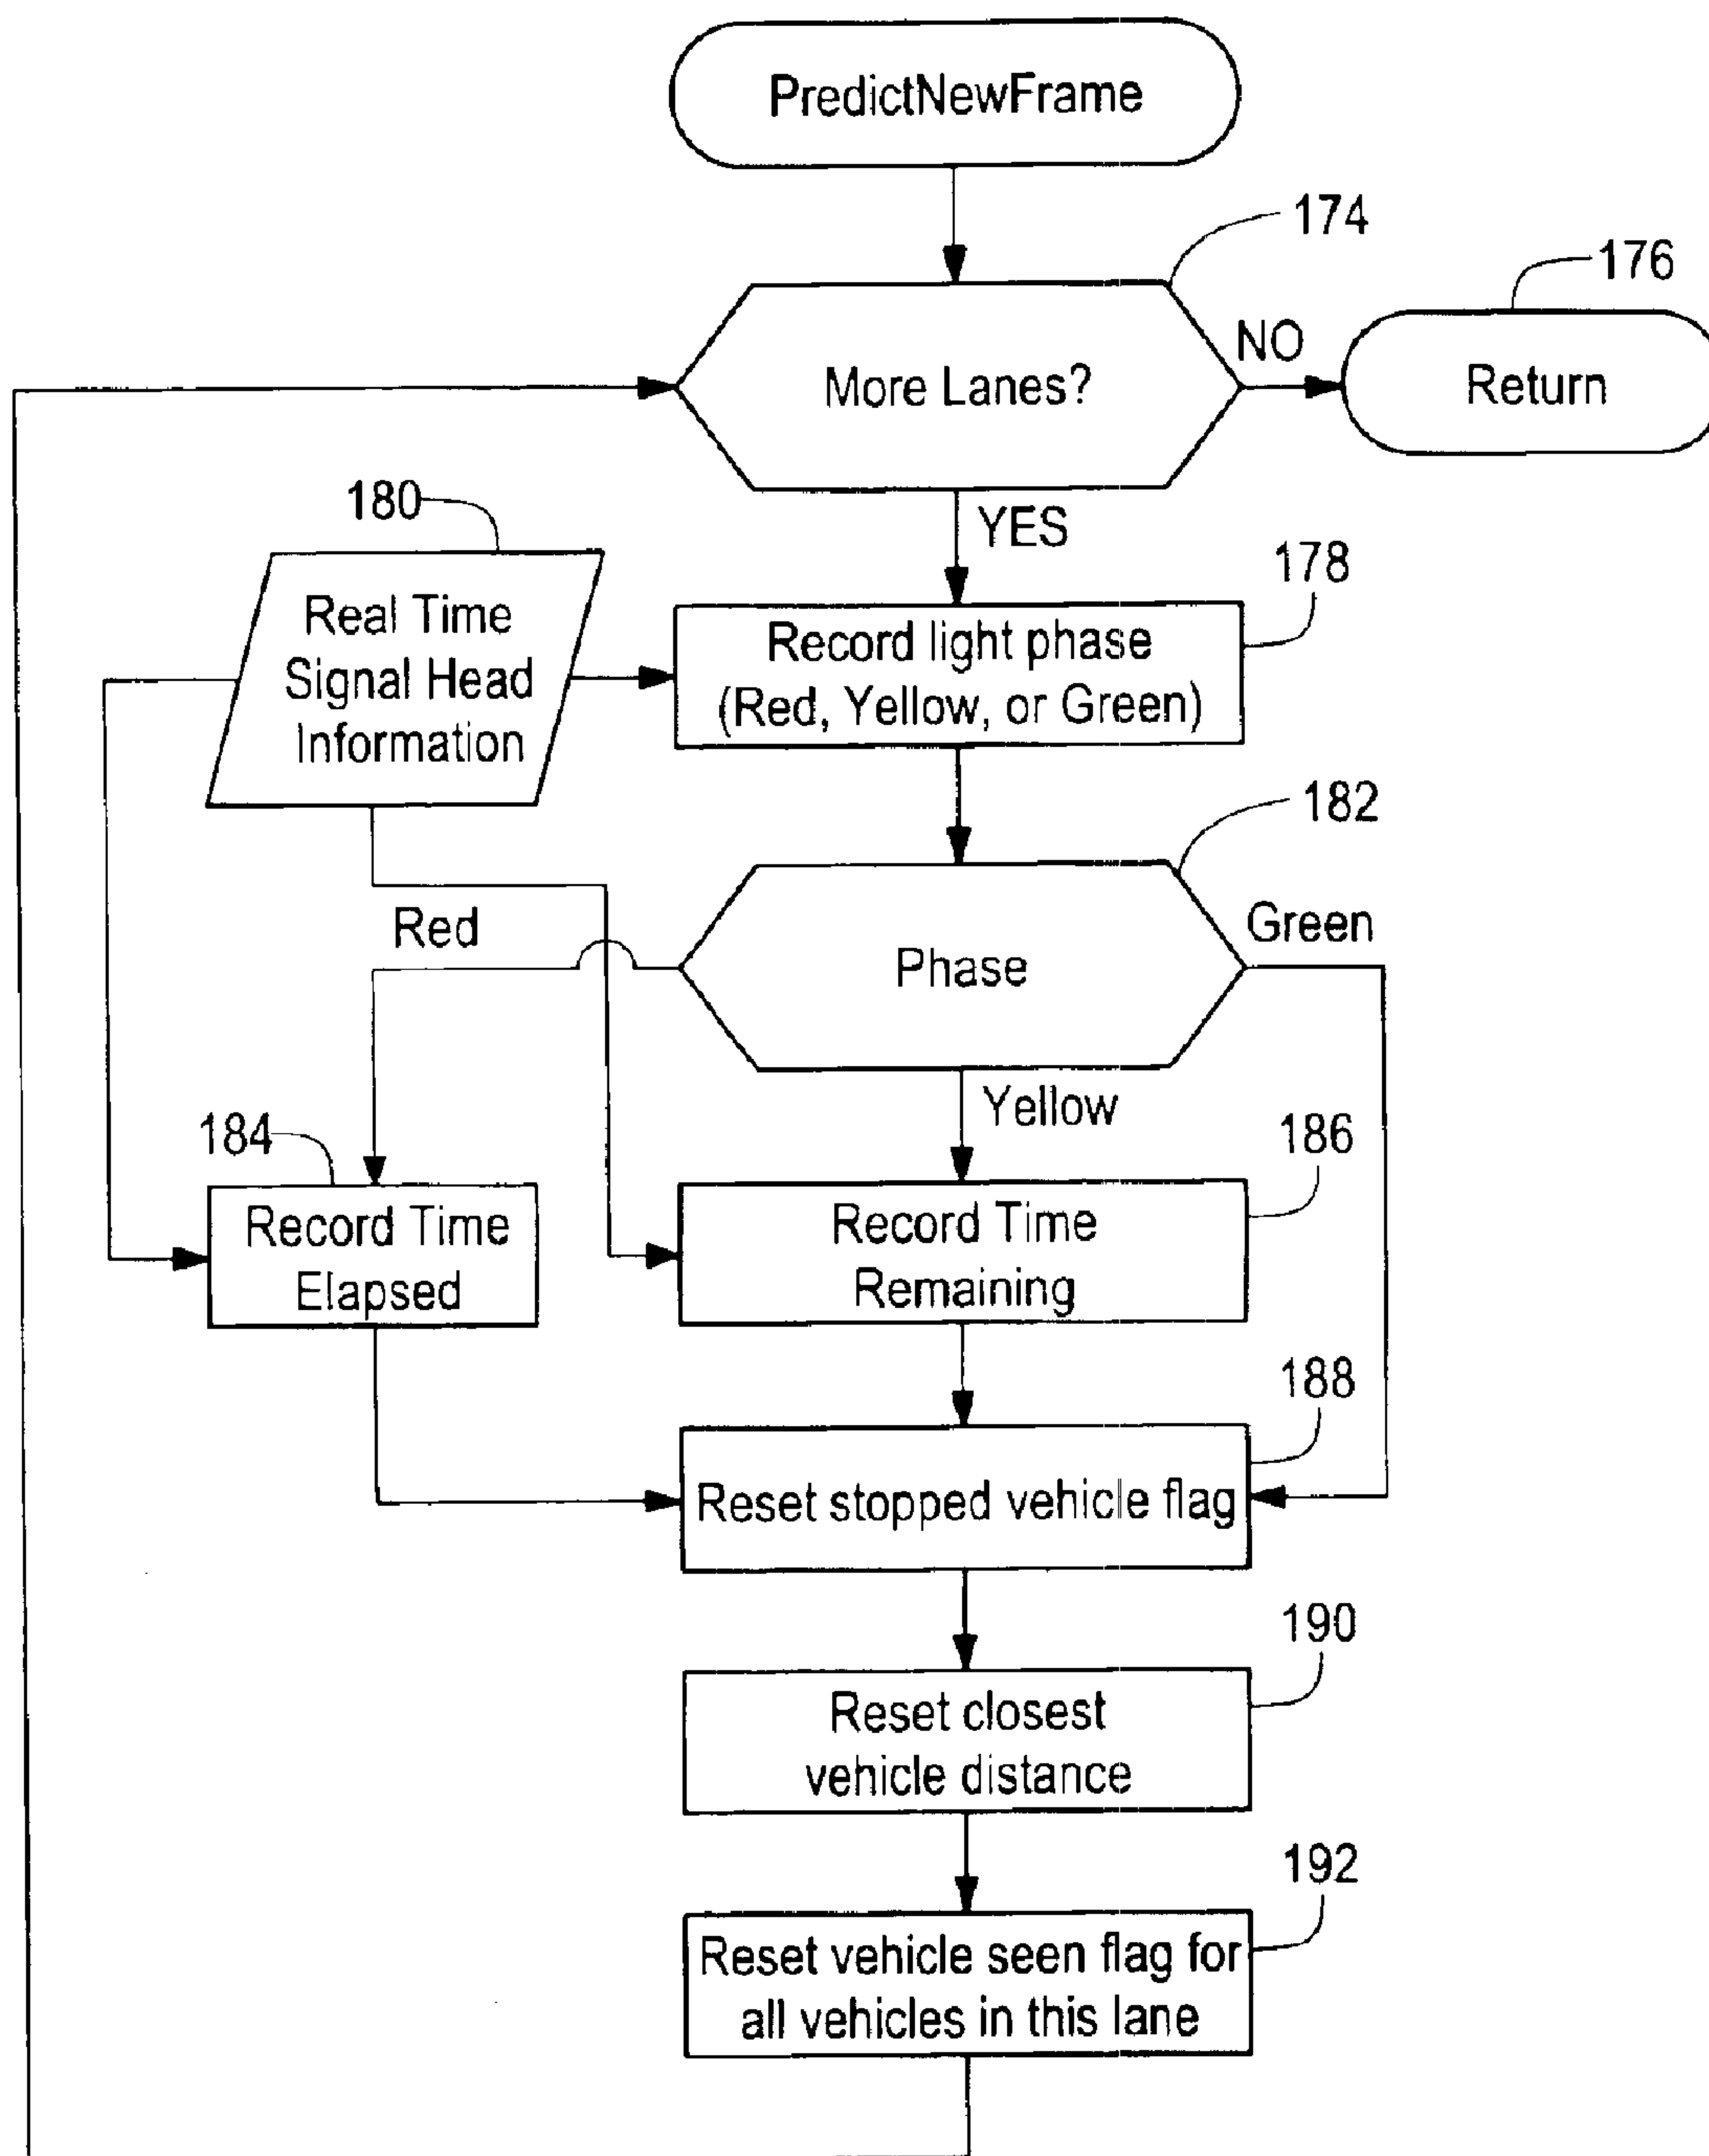 PredictNewFrame
174
176
More Lanes?
NO
Return
180
YES
178
Real Time
Signal Head
Information
Record light phase
(Red, Yellow, or Green)
182
Red
Green
Phase
Yellow
184
186
Record Time
Elapsed
Record Time
Remaining
188
Reset stopped vehicle flag
190
Reset closest
vehicle distance
192
Reset vehicle seen flag for
all vehicles in this lane